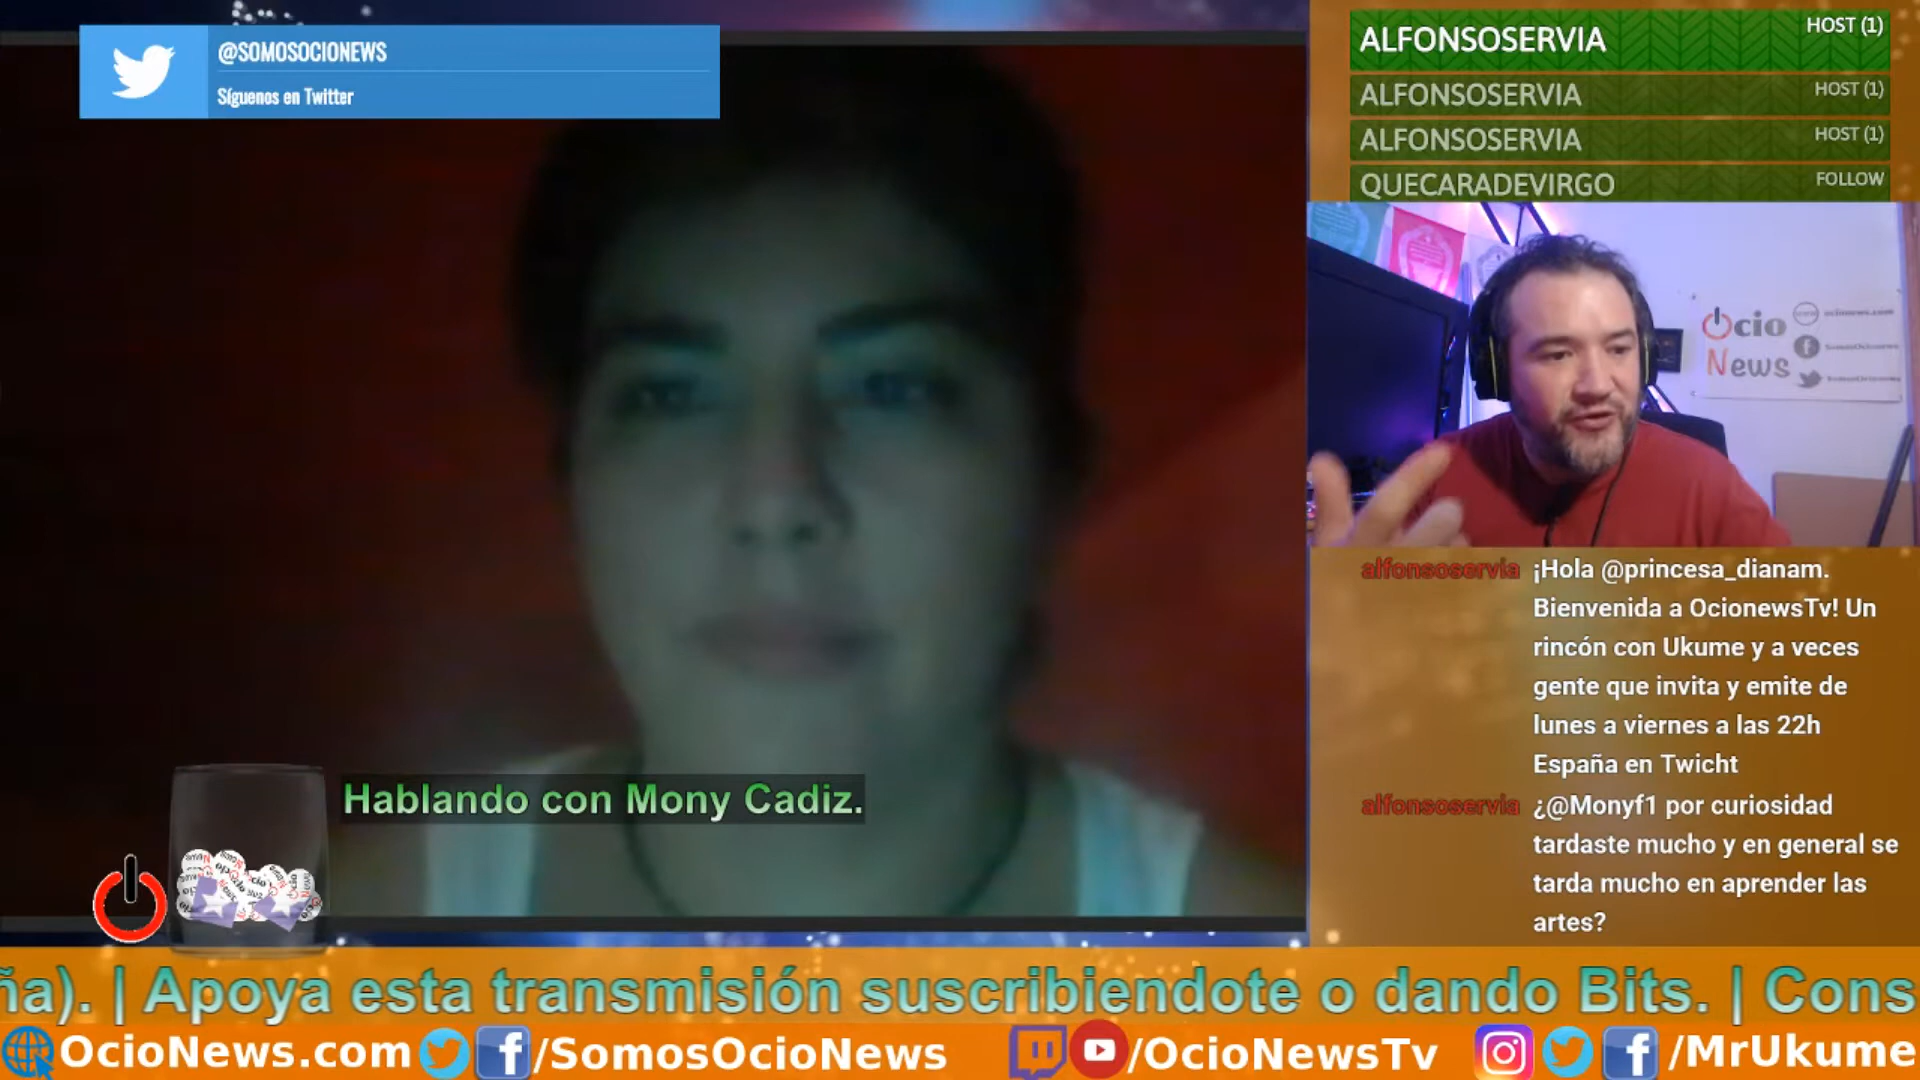 @SOMOSOCIONEWS
Síguenos en Twitter
ALFONSOSERVIA HOST (1)
ALFONSOSERVIA HOST (1)
ALFONSOSERVIA HOST (1)
QUECARADEVIRGO FOLLOW
Ocio
News
alfonsoservia ¡Hola @princesa_dianam.
Bienvenida a OcionewsTv! Un
rincón con Ukume y a veces
gente que invita y emite de
lunes a viernes a las 22h
España en Twicht
alfonsoservia ¿@Monyf1 por curiosidad
tardaste mucho y en general se
tarda mucho en aprender las
artes?
Hablando con Mony Cadiz.
ña). | Apoya esta transmisión suscribiendote o dando Bits. | Cons
OcioNews.com /SomosOcioNews /OcioNewsTv /MrUkume